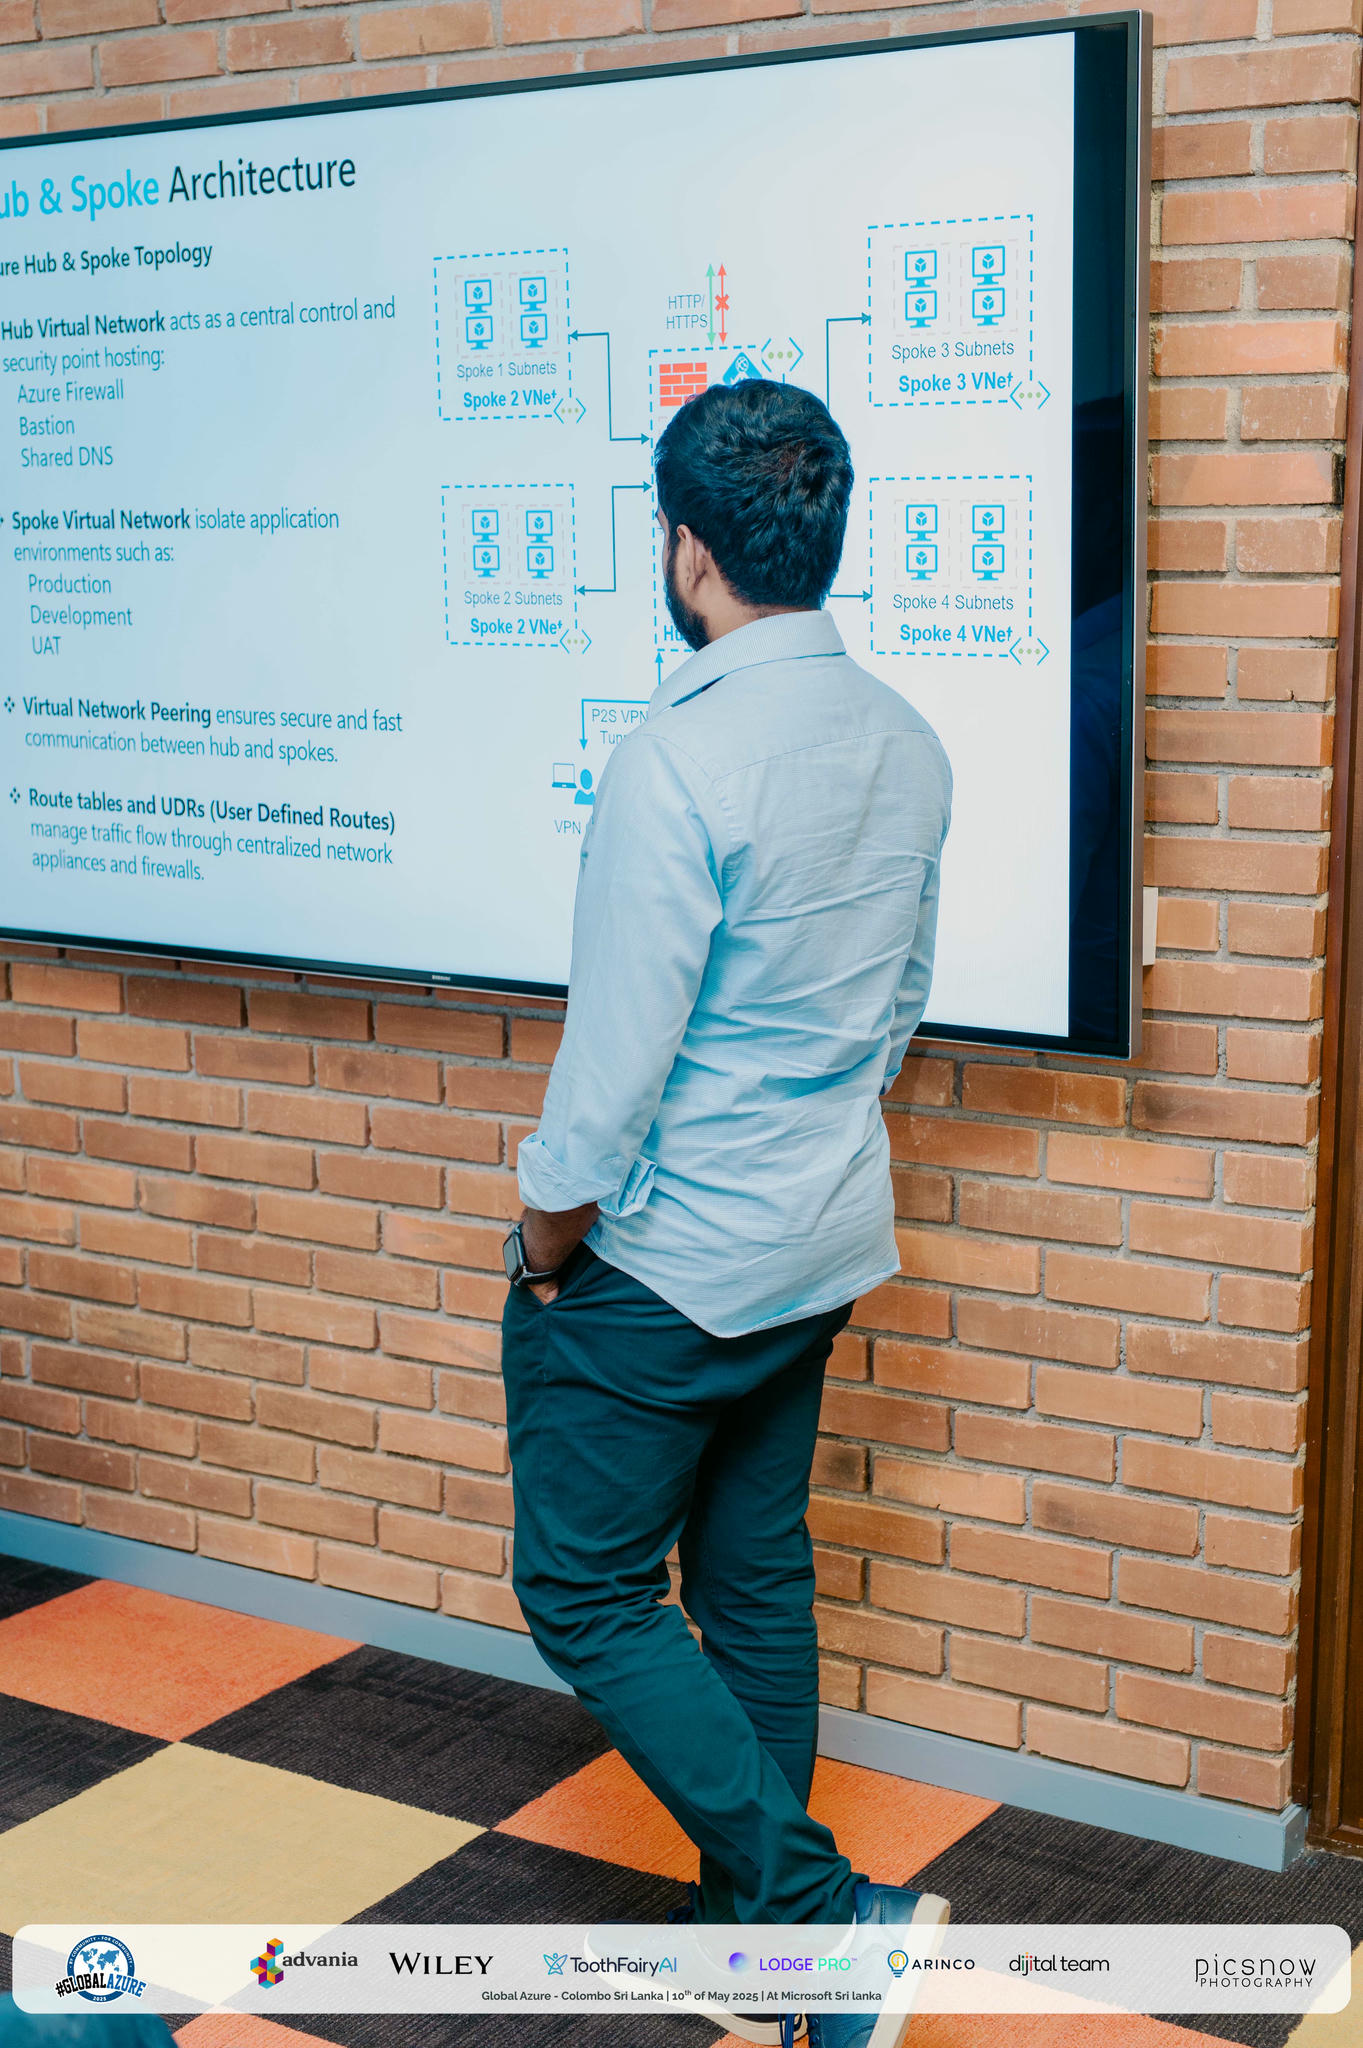 ub & Spoke Architecture
ure Hub & Spoke Topology
Hub Virtual Network acts as a central control and
security point hosting:
Azure Firewall
Bastion
Shared DNS
Spoke Virtual Network isolate application
environments such as:
Production
Development
UAT
Virtual Network Peering ensures secure and fast
communication between hub and spokes.
Route tables and UDRs (User Defined Routes)
manage traffic flow through centralized network
appliances and firewalls.
Spoke 1 Subnets
Spoke 2 VNet
Spoke 2 Subnets
Spoke 2 VNet
HTTP/
HTTPS
Hu
P2S VPN
Tun
VPN
Spoke 3 Subnets
Spoke 3 VNet
Spoke 4 Subnets
Spoke 4 VNet
SAMSUNG
#GLOBALAZURE
2025
advania
WILEY
ToothFairyAI
LODGE PRO™
ARINCO
dijital team
picsnow
PHOTOGRAPHY
Global Azure - Colombo Sri Lanka | 10th of May 2025 | At Microsoft Sri lanka